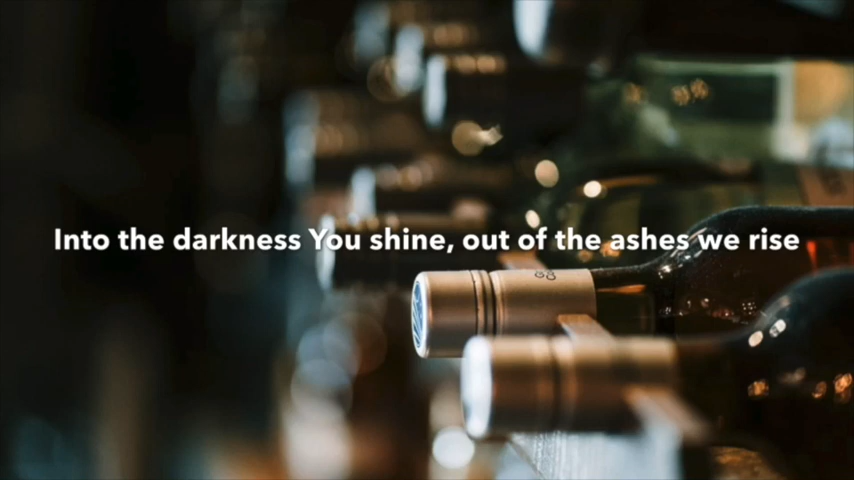 Into the darkness You shine, out of the ashes we rise